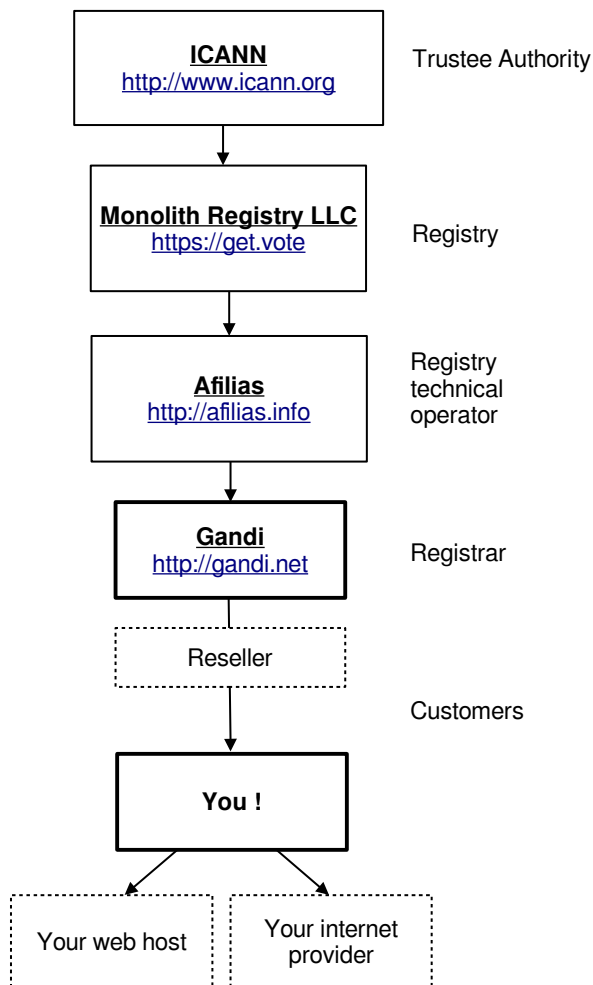 ICANN
http://www.icann.org
Trustee Authority
Monolith Registry LLC
https://get.vote
Registry
Afilias
http://afilias.info
Registry
technical
operator
Gandi
http://gandi.net
Registrar
Reseller
Customers
You !
Your web host
Your internet
provider